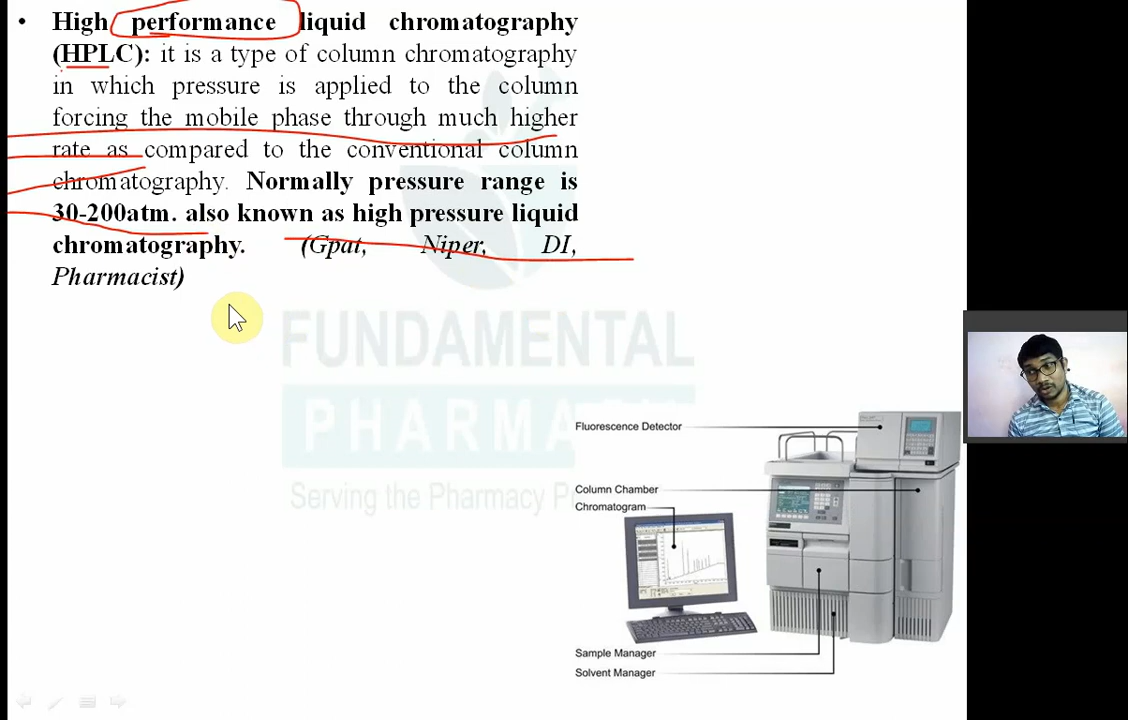 • High performance liquid chromatography
(HPLC): it is a type of column chromatography
in which pressure is applied to the column
forcing the mobile phase through much higher
rate as compared to the conventional column
chromatography. Normally pressure range is
30-200atm. also known as high pressure liquid
chromatography. (Gpat, Niper, DI,
Pharmacist)
FUNDAMENTAL
PHARMA
Serving the Pharmacy
Fluorescence Detector
Column Chamber
Chromatogram
Sample Manager
Solvent Manager